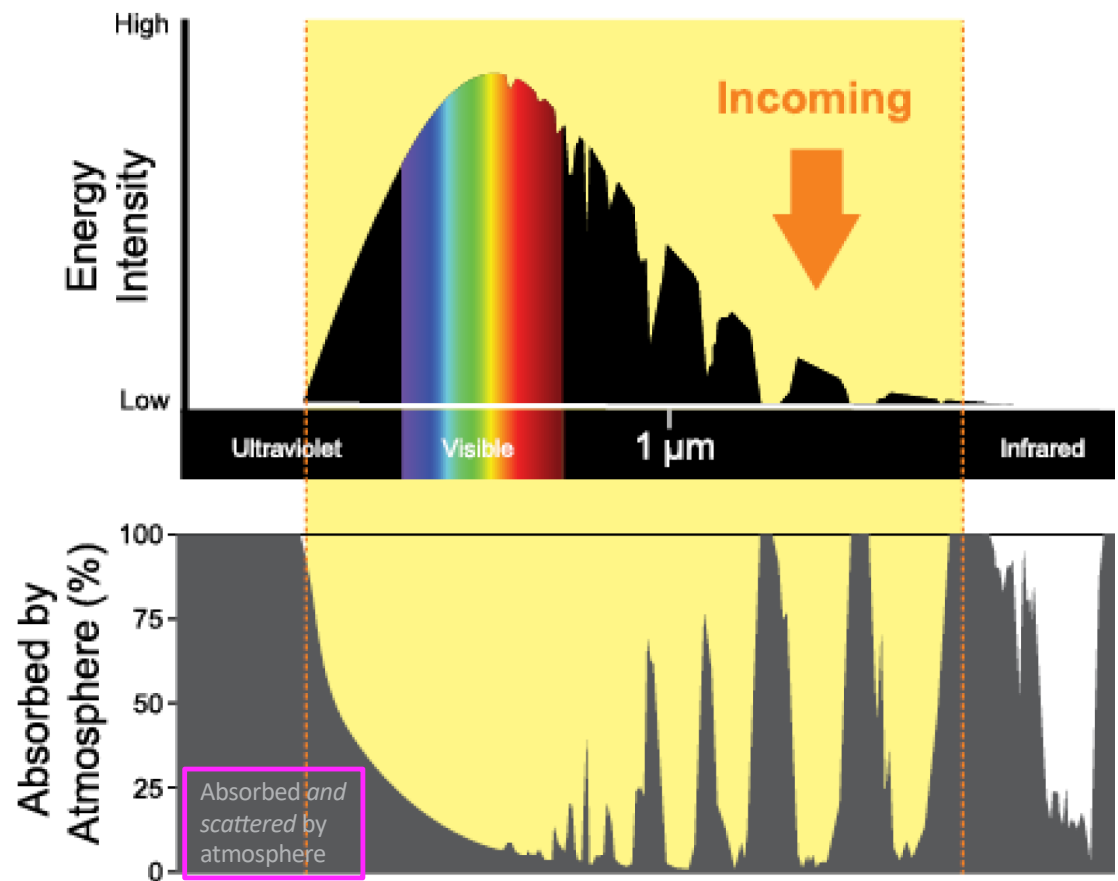 High
Energy
Intensity
Incoming
Low
Ultraviolet
Visible
1 µm
Infrared
Absorbed by
Atmosphere (%)
100
75
50
25
0
Absorbed and
scattered by
atmosphere